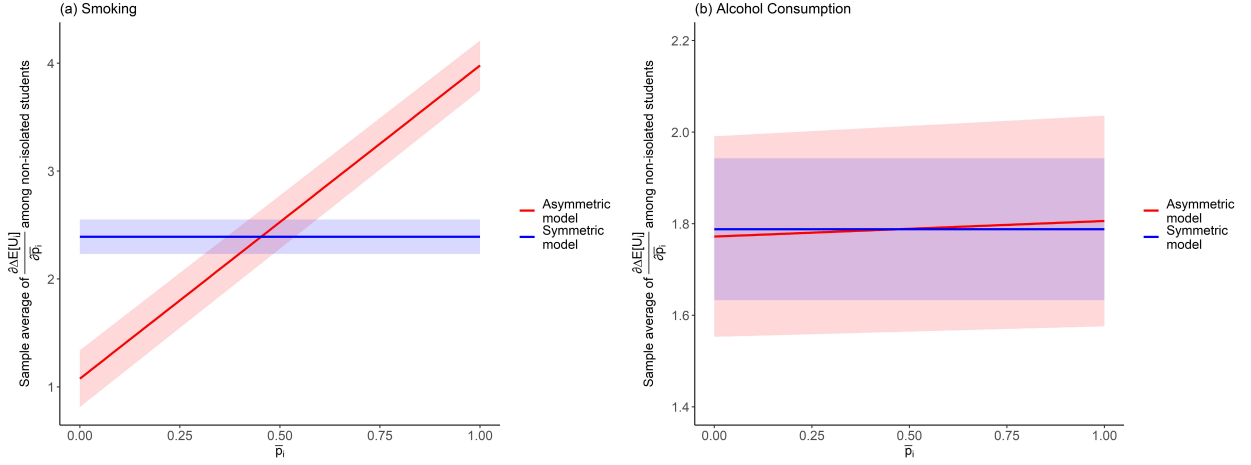 (a) Smoking
Sample average of ∂ΔE[Uᵢ]/∂p̅ᵢ among non-isolated students
4
3
2
1
0.00 0.25 0.50 0.75 1.00
p̅ᵢ
Asymmetric
model
Symmetric
model
(b) Alcohol Consumption
Sample average of ∂ΔE[Uᵢ]/∂p̅ᵢ among non-isolated students
2.2
2.0
1.8
1.6
1.4
0.00 0.25 0.50 0.75 1.00
p̅ᵢ
Asymmetric
model
Symmetric
model